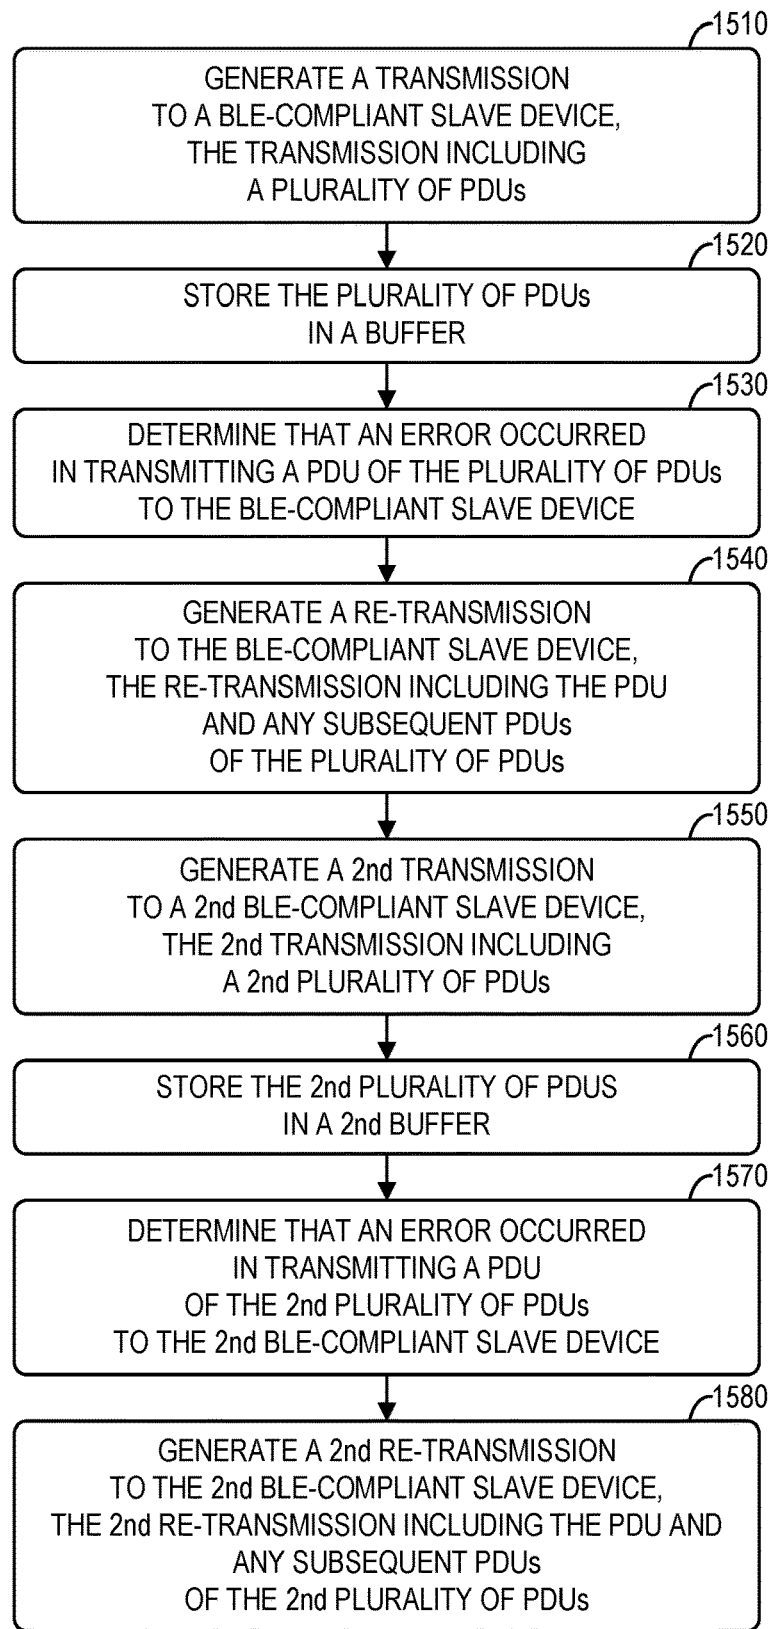 1510
GENERATE A TRANSMISSION
TO A BLE-COMPLIANT SLAVE DEVICE,
THE TRANSMISSION INCLUDING
A PLURALITY OF PDUs
1520
STORE THE PLURALITY OF PDUs
IN A BUFFER
1530
DETERMINE THAT AN ERROR OCCURRED
IN TRANSMITTING A PDU OF THE PLURALITY OF PDUs
TO THE BLE-COMPLIANT SLAVE DEVICE
1540
GENERATE A RE-TRANSMISSION
TO THE BLE-COMPLIANT SLAVE DEVICE,
THE RE-TRANSMISSION INCLUDING THE PDU
AND ANY SUBSEQUENT PDUs
OF THE PLURALITY OF PDUs
1550
GENERATE A 2nd TRANSMISSION
TO A 2nd BLE-COMPLIANT SLAVE DEVICE,
THE 2nd TRANSMISSION INCLUDING
A 2nd PLURALITY OF PDUs
1560
STORE THE 2nd PLURALITY OF PDUS
IN A 2nd BUFFER
1570
DETERMINE THAT AN ERROR OCCURRED
IN TRANSMITTING A PDU
OF THE 2nd PLURALITY OF PDUs
TO THE 2nd BLE-COMPLIANT SLAVE DEVICE
1580
GENERATE A 2nd RE-TRANSMISSION
TO THE 2nd BLE-COMPLIANT SLAVE DEVICE,
THE 2nd RE-TRANSMISSION INCLUDING THE PDU AND
ANY SUBSEQUENT PDUs
OF THE 2nd PLURALITY OF PDUs